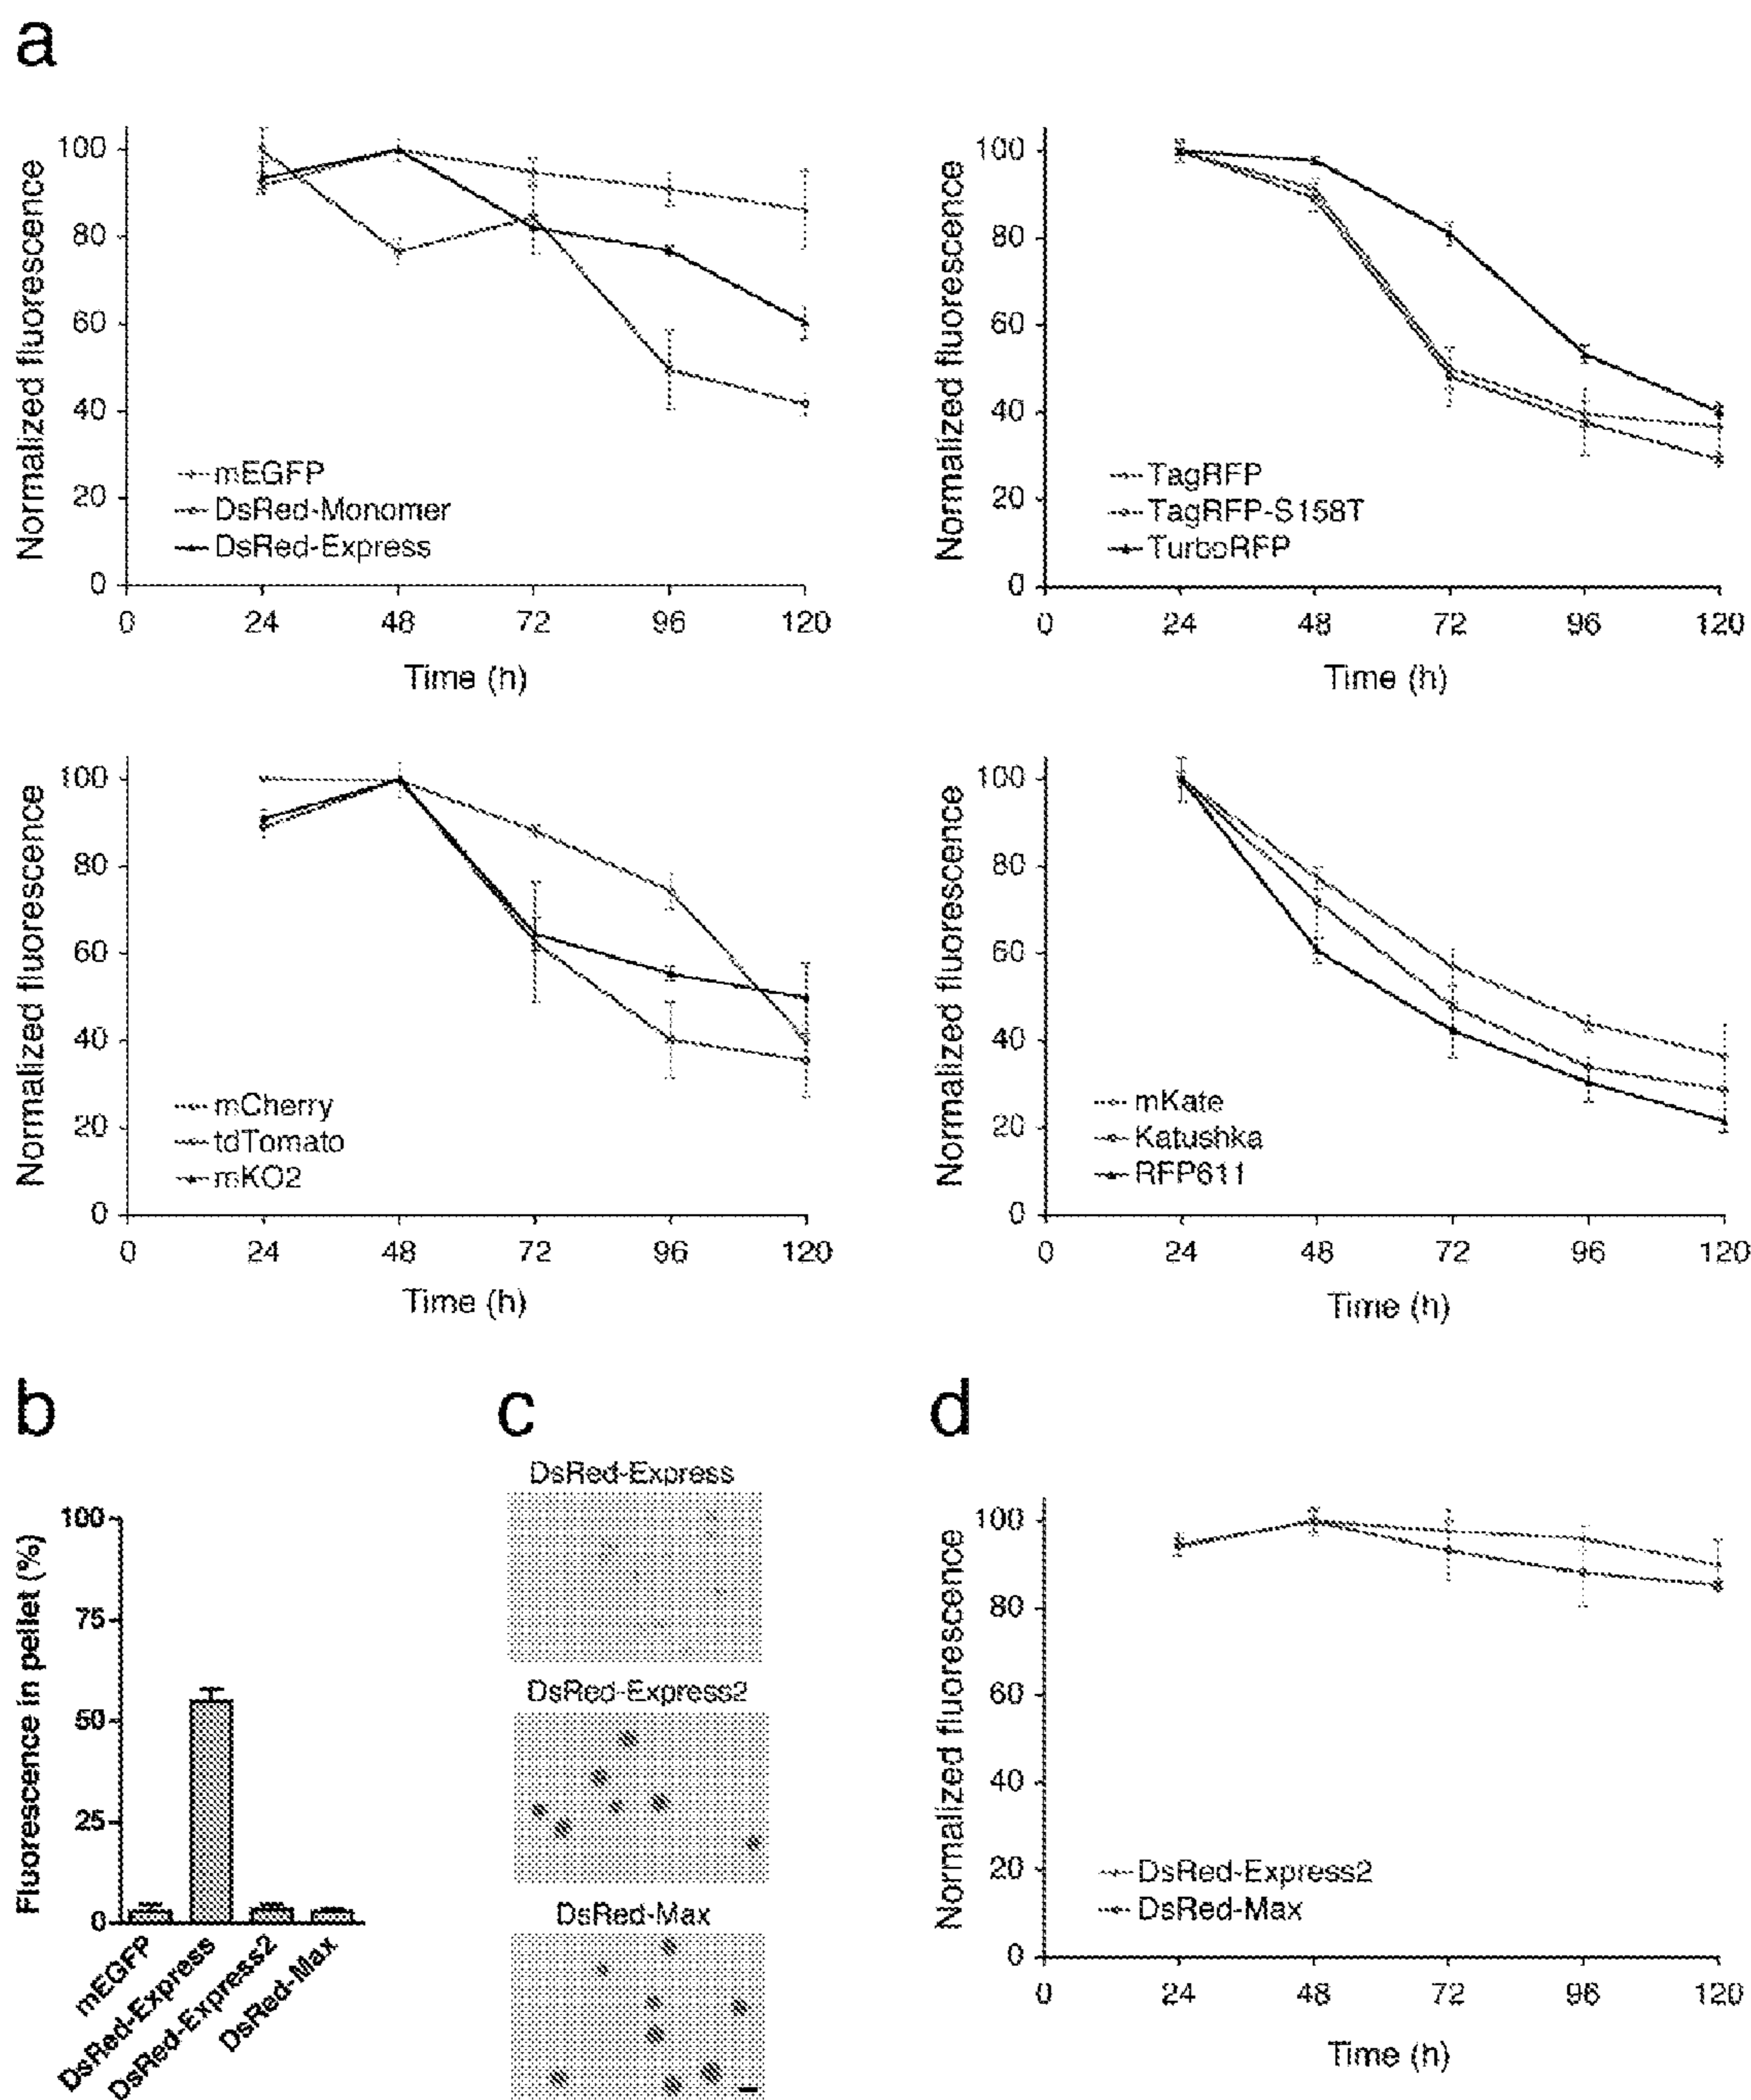 a
Normalized fluorescence
100
80
60
40
20
0
mEGFP
DsRed-Monomer
DsRed-Express
0 24 48 72 96 120
Time (h)
Normalized fluorescence
100
80
60
40
20
0
TagRFP
TagRFP-S158T
TurboRFP
0 24 48 72 96 120
Time (h)
Normalized fluorescence
100
80
60
40
20
0
mCherry
tdTomato
mKO2
0 24 48 72 96 120
Time (h)
Normalized fluorescence
100
80
60
40
20
0
mKate
Katushka
RFP611
0 24 48 72 96 120
Time (h)
b
Fluorescence in pellet (%)
100
75
50
25
0
mEGFP
DsRed-Express
DsRed-Express2
DsRed-Max
c
DsRed-Express
DsRed-Express2
DsRed-Max
d
Normalized fluorescence
100
80
60
40
20
0
DsRed-Express2
DsRed-Max
0 24 48 72 96 120
Time (h)